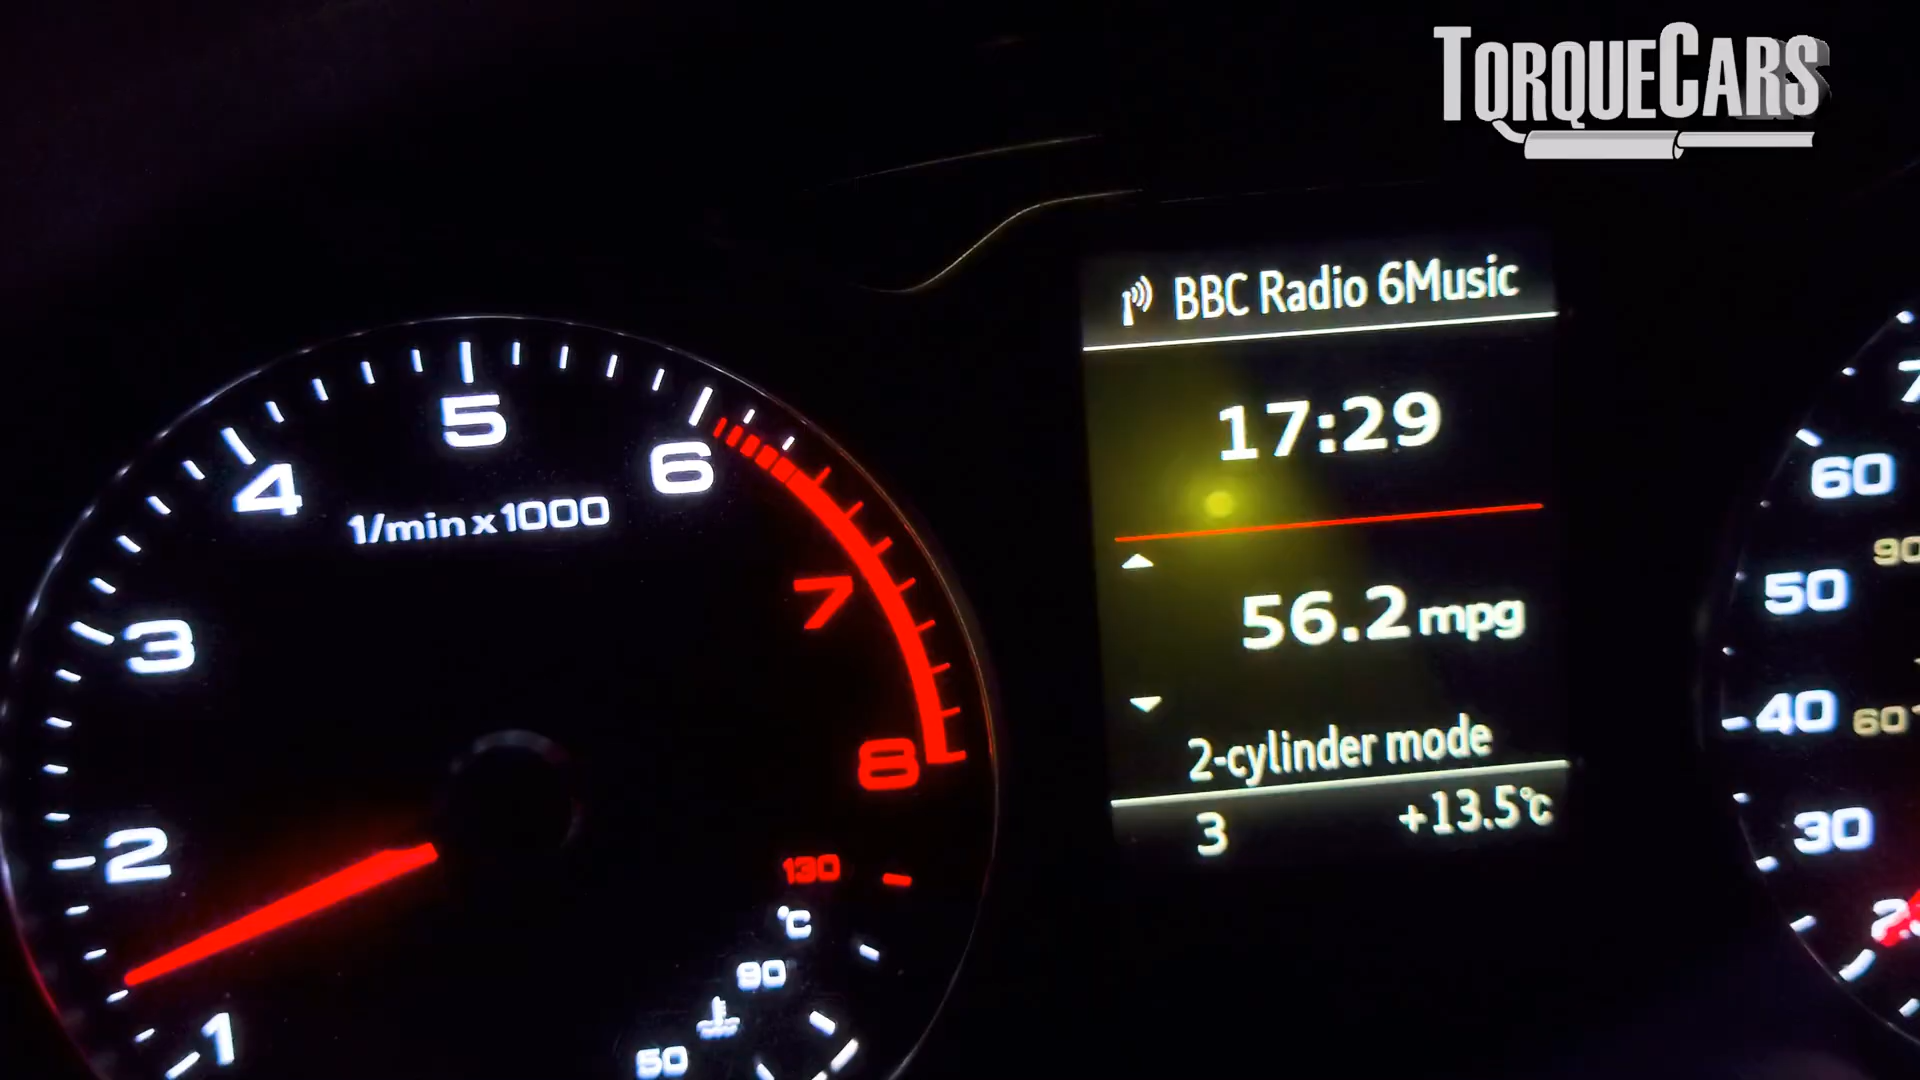 TORQUECARS
BBC Radio 6Music
17:29
56.2 mpg
2-cylinder mode
3 +13.5°C
1/min x1000
1
2
3
4
5
6
7
8
130
°C
90
50
60
90
50
40
60
30